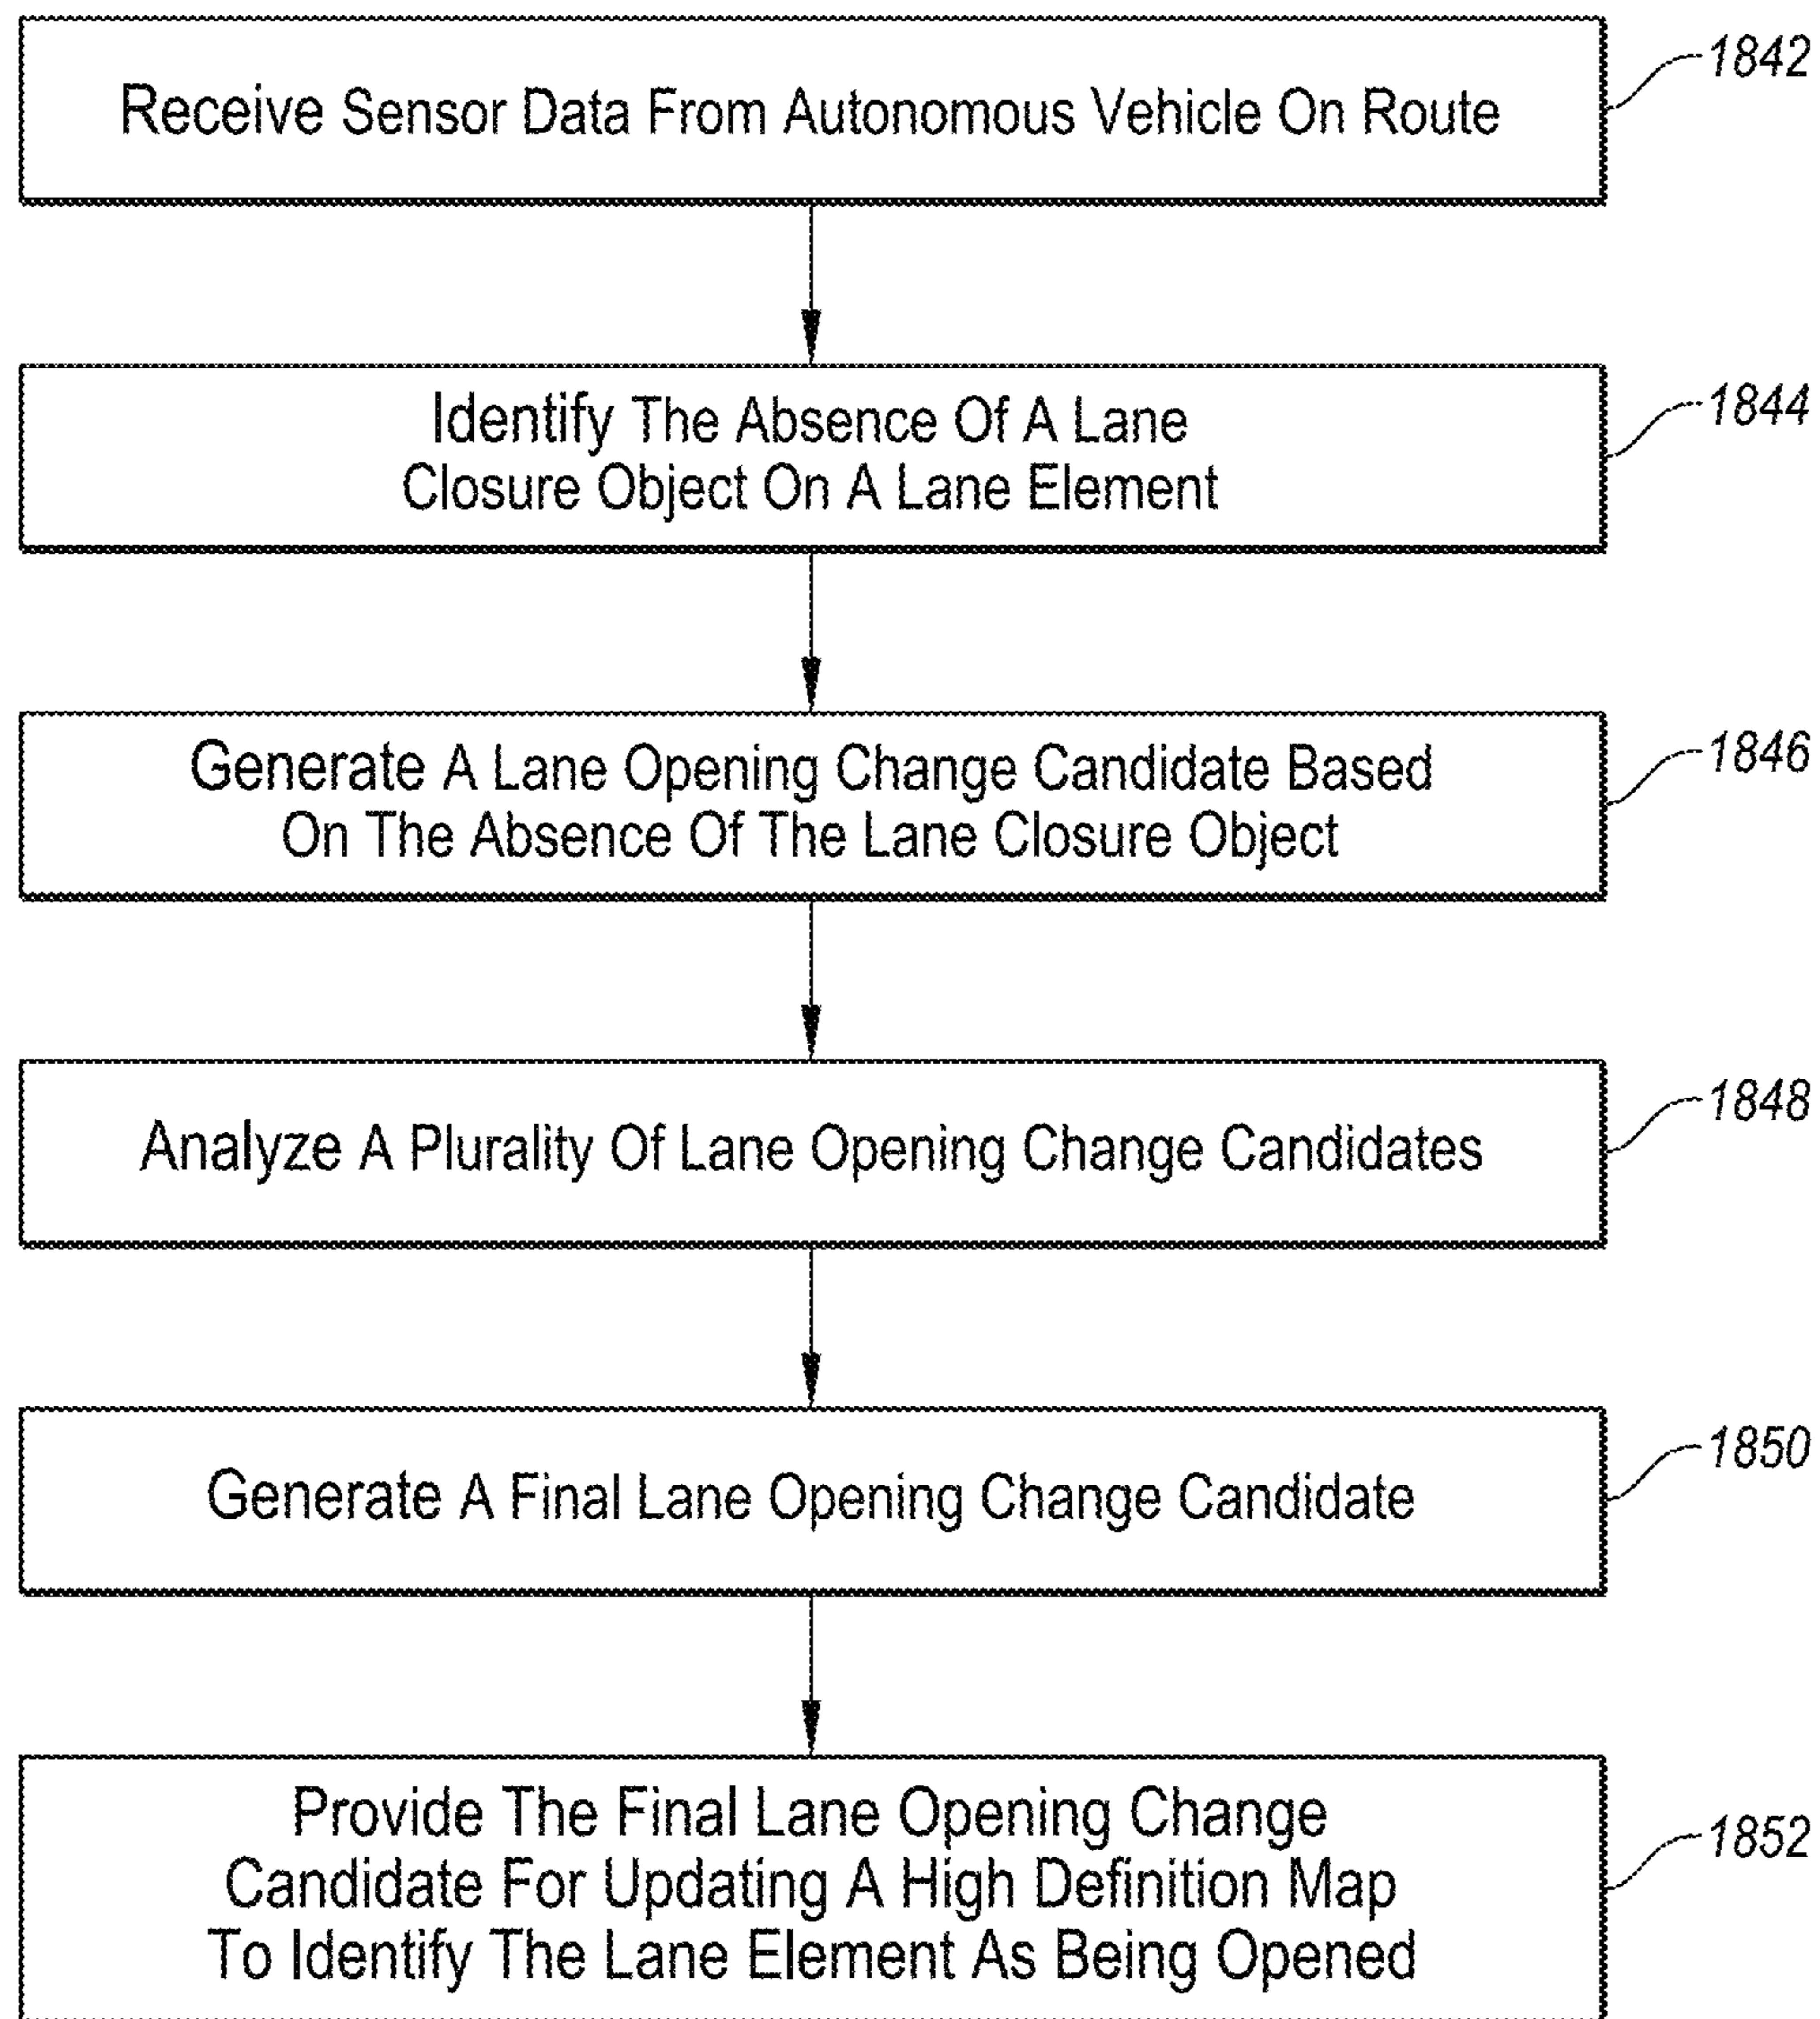 Receive Sensor Data From Autonomous Vehicle On Route
1842
Identify The Absence Of A Lane
Closure Object On A Lane Element
1844
Generate A Lane Opening Change Candidate Based
On The Absence Of The Lane Closure Object
1846
Analyze A Plurality Of Lane Opening Change Candidates
1848
Generate A Final Lane Opening Change Candidate
1850
Provide The Final Lane Opening Change
Candidate For Updating A High Definition Map
To Identify The Lane Element As Being Opened
1852